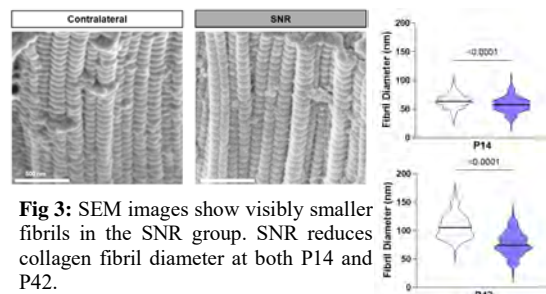 Contralateral
SNR
Fig 3: SEM images show visibly smaller
fibrils in the SNR group. SNR reduces
collagen fibril diameter at both P14 and
P42.
Fibril Diameter (nm)
200
150
100
50
0
<0.0001
P14
Fibril Diameter (nm)
200
150
100
50
0
<0.0001
P42